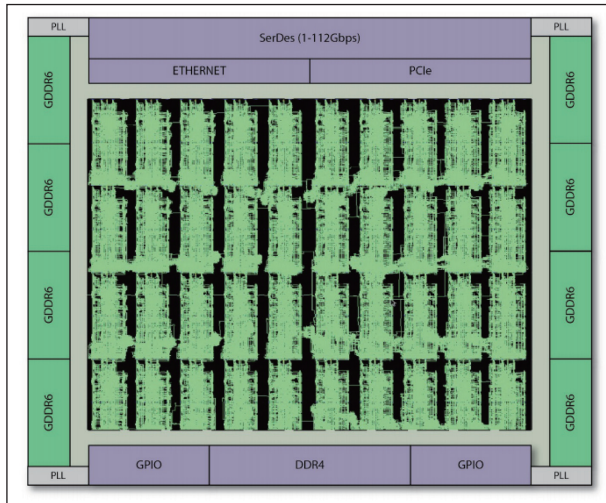 PLL
SerDes (1-112Gbps)
PLL
ETHERNET
PCIe
GDDR6
GDDR6
GDDR6
GDDR6
GDDR6
GDDR6
GDDR6
GDDR6
PLL
GPIO
DDR4
GPIO
PLL